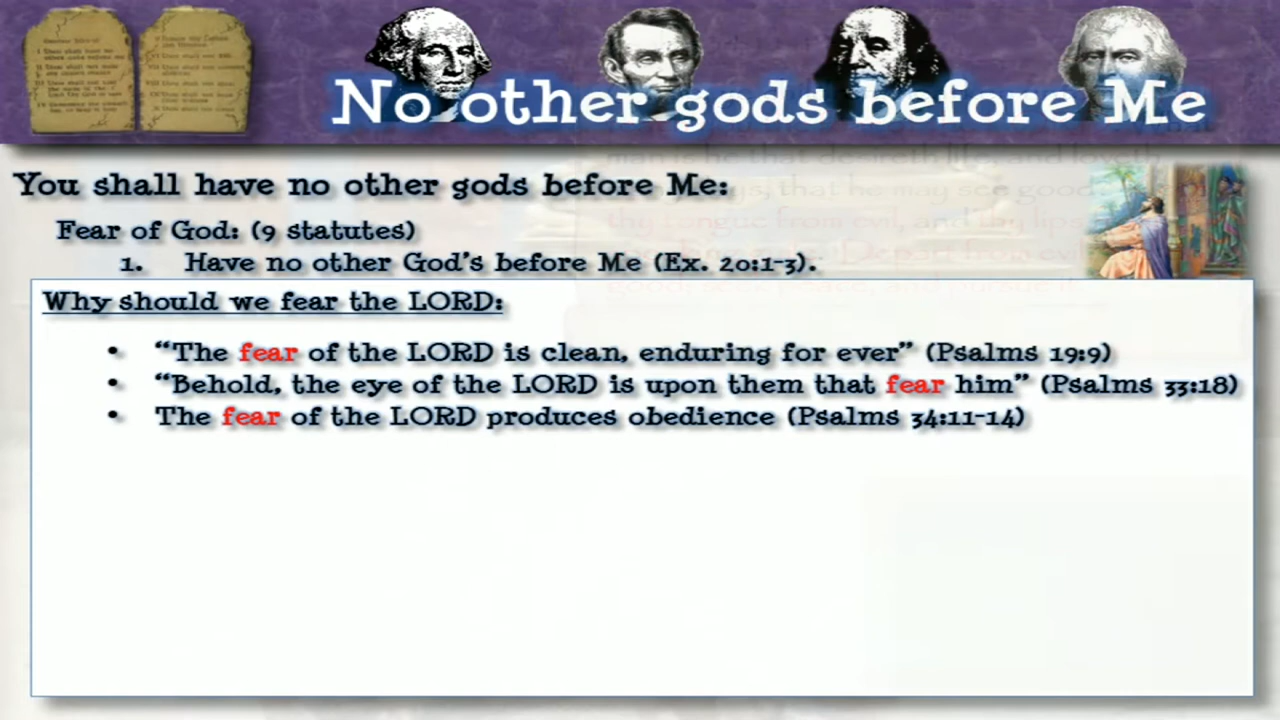 No other gods before Me
You shall have no other gods before Me:
Fear of God: (9 statutes)
1. Have no other God's before Me (Ex. 20:1-3).
Why should we fear the LORD:
• “The fear of the LORD is clean, enduring for ever” (Psalms 19:9)
• “Behold, the eye of the LORD is upon them that fear him” (Psalms 33:18)
• The fear of the LORD produces obedience (Psalms 34:11-14)